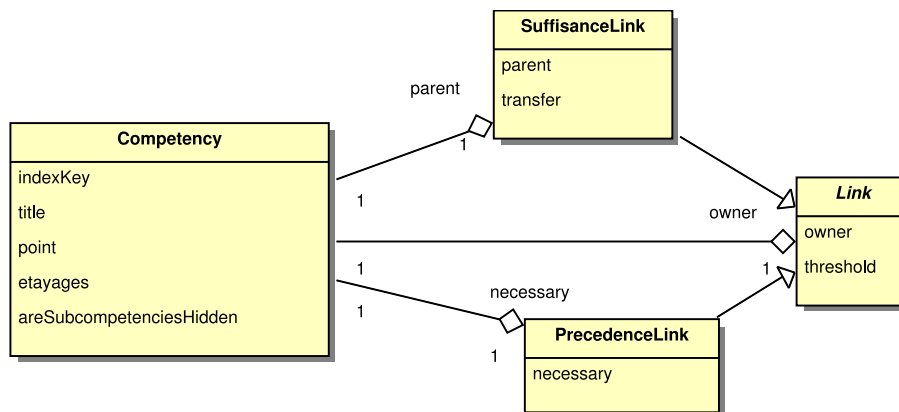 SuffisanceLink
parent
transfer
parent
1
Competency
indexKey
title
point
etayages
areSubcompetenciesHidden
1
Link
owner
threshold
owner
1
1
necessary
1
1
PrecedenceLink
necessary